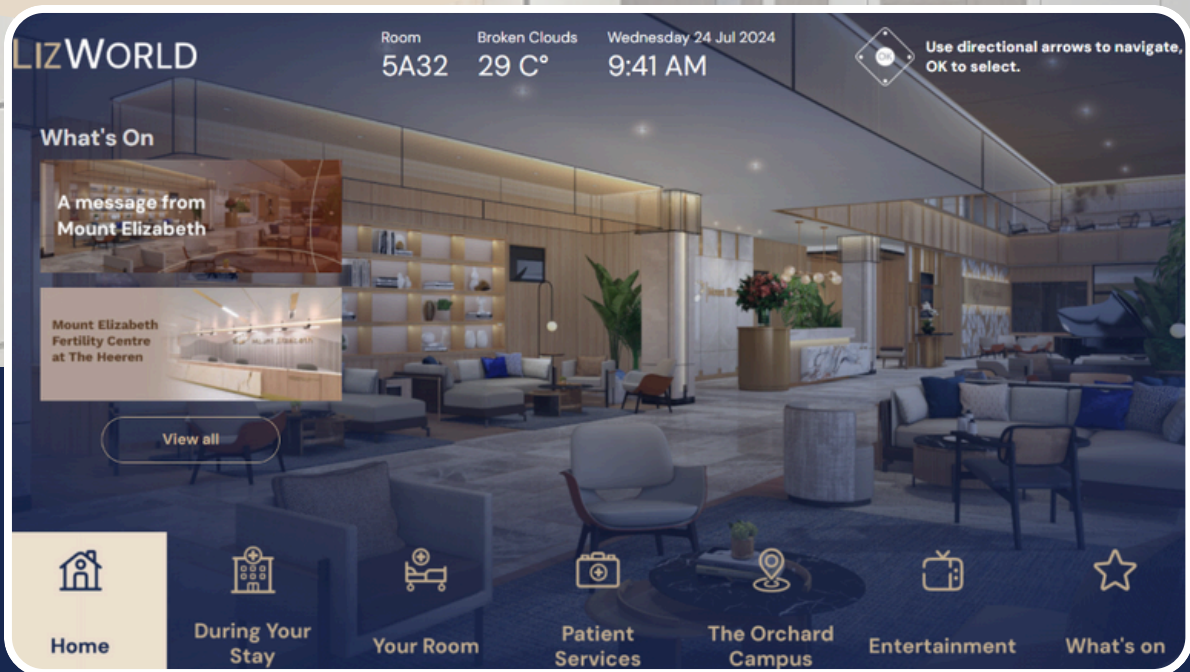 LIZWORLD
Room
5A32
Broken Clouds
29 C°
Wednesday 24 Jul 2024
9:41 AM
OK
Use directional arrows to navigate,
OK to select.
What's On
A message from
Mount Elizabeth
Mount Elizabeth
Fertility Centre
at The Heeren
View all
Home
During Your
Stay
Your Room
Patient
Services
The Orchard
Campus
Entertainment
What's on